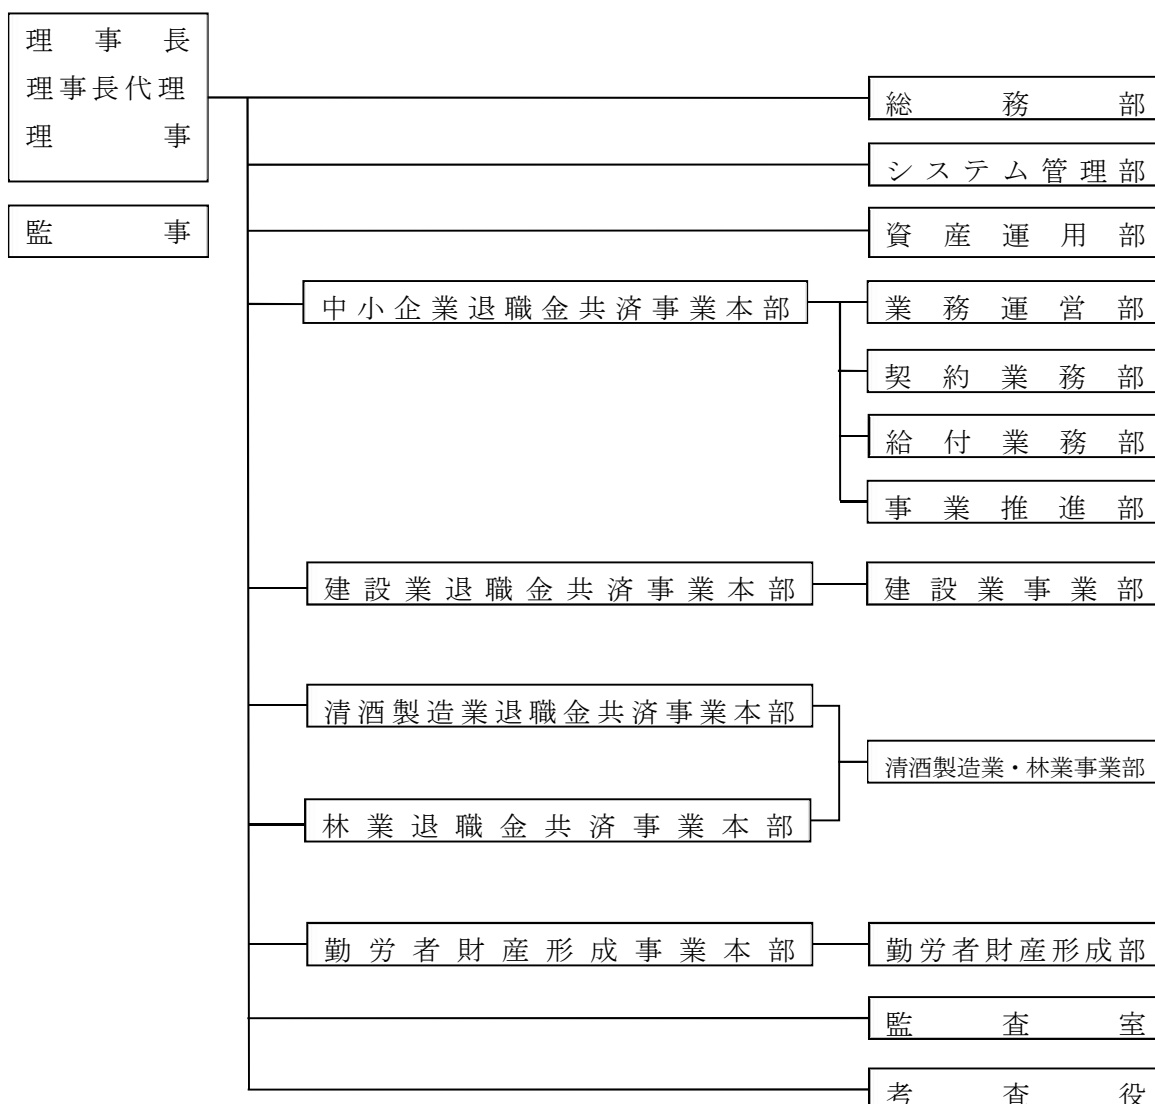 理事長
理事長代理
理事
監事
総務部
システム管理部
資産運用部
中小企業退職金共済事業本部
業務運営部
契約業務部
給付業務部
事業推進部
建設業退職金共済事業本部
建設業事業部
清酒製造業退職金共済事業本部
清酒製造業・林業事業部
林業退職金共済事業本部
勤労者財産形成事業本部
勤労者財産形成部
監査室
考査役